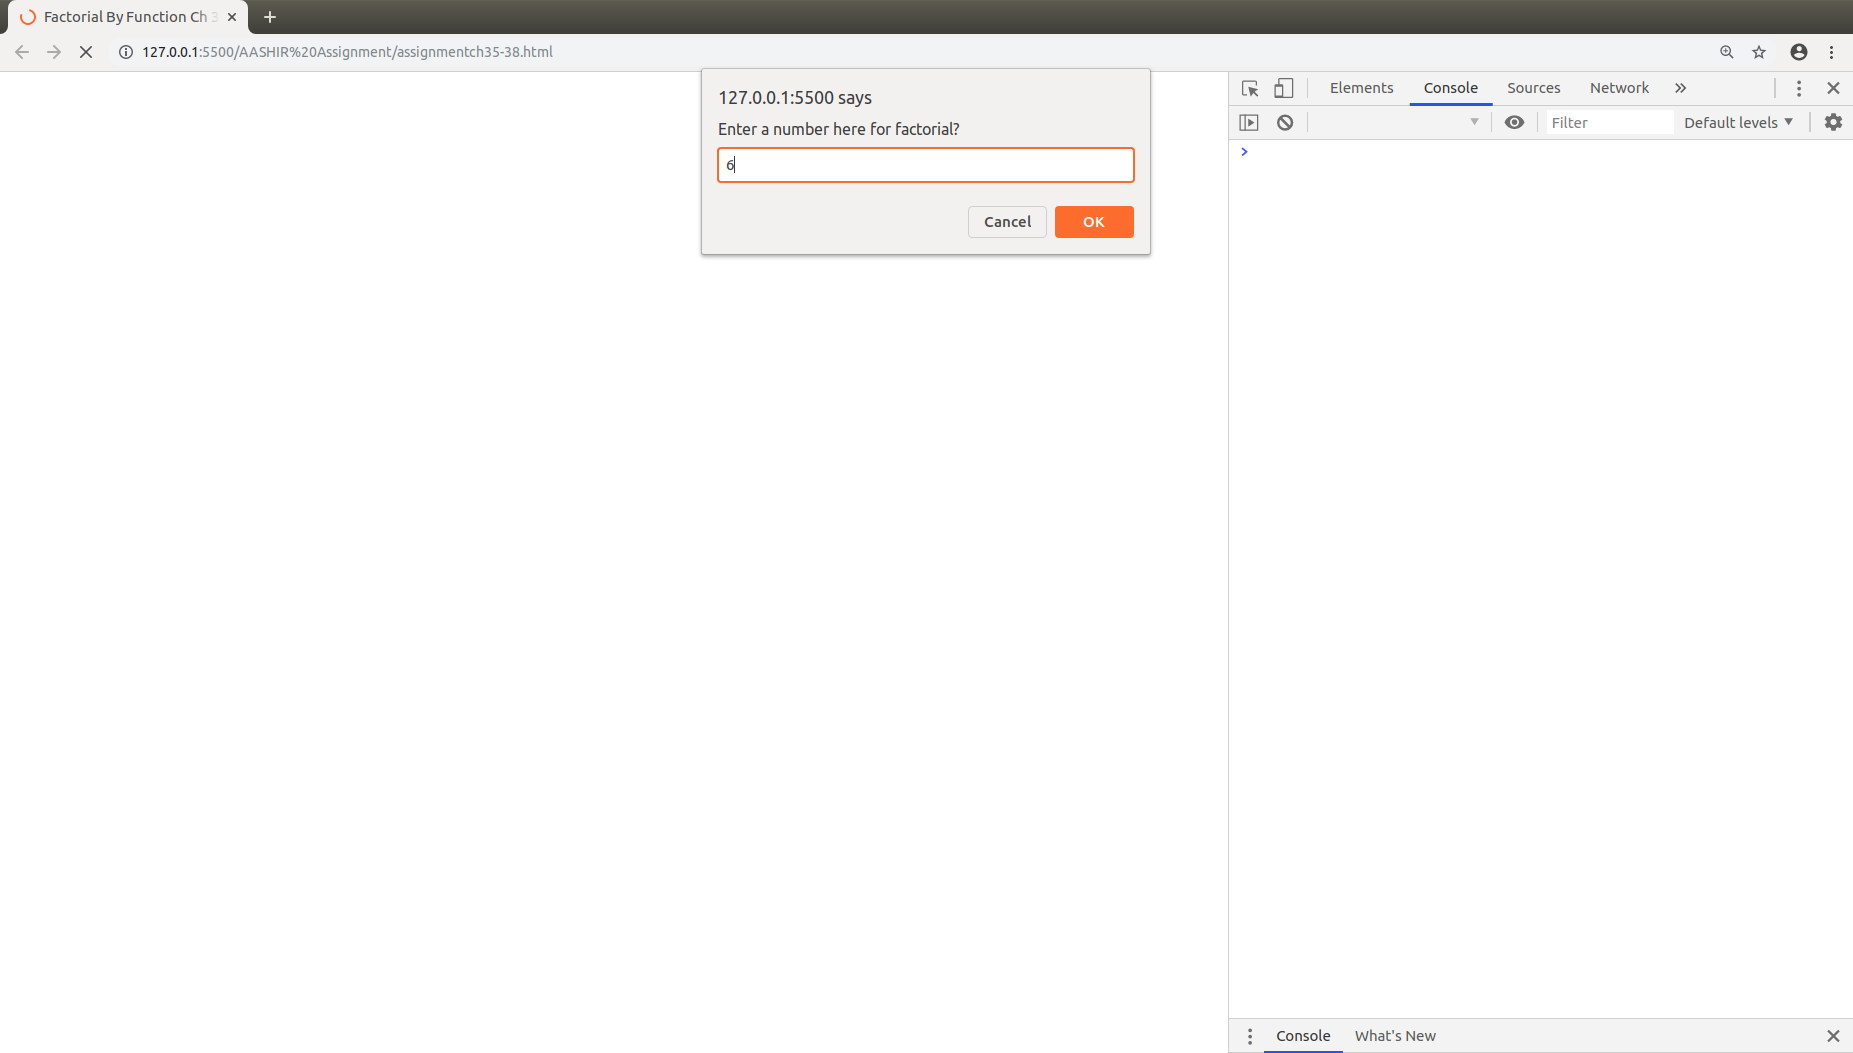 Factorial By Function Ch 3
127.0.0.1:5500/AASHIR%20Assignment/assignmentch35-38.html
127.0.0.1:5500 says
Enter a number here for factorial?
6
Cancel OK
Elements Console Sources Network
Filter Default levels
Console What's New